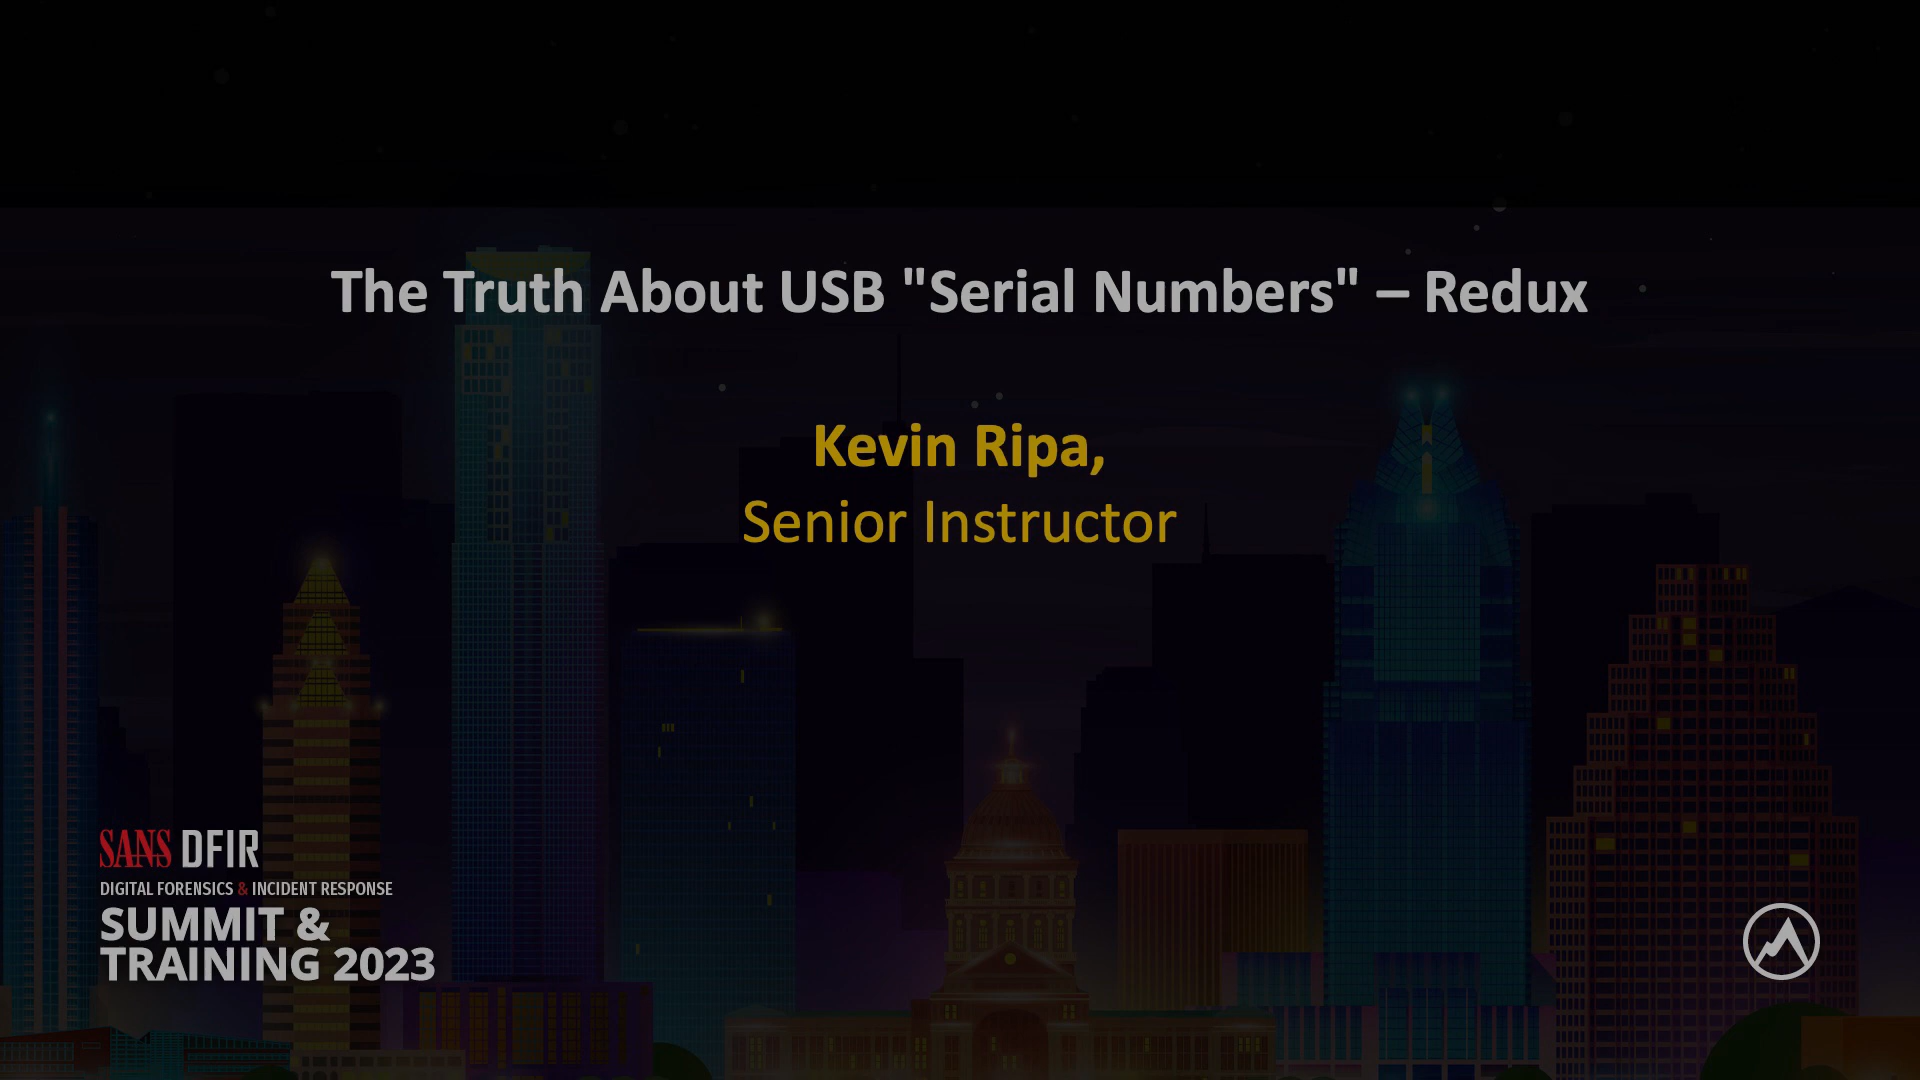 The Truth About USB "Serial Numbers" – Redux
Kevin Ripa,
Senior Instructor
SANS DFIR
DIGITAL FORENSICS & INCIDENT RESPONSE
SUMMIT &
TRAINING 2023